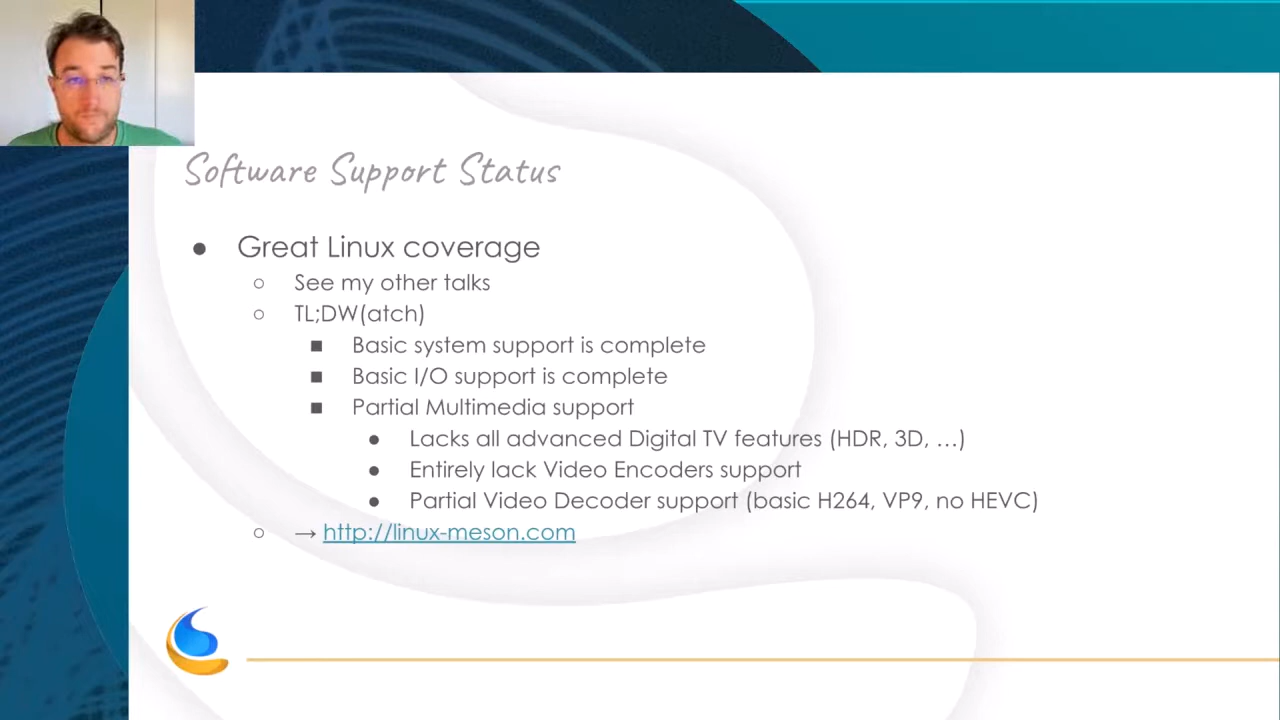 Software Support Status
● Great Linux coverage
○ See my other talks
○ TL;DW(atch)
■ Basic system support is complete
■ Basic I/O support is complete
■ Partial Multimedia support
● Lacks all advanced Digital TV features (HDR, 3D, …)
● Entirely lack Video Encoders support
● Partial Video Decoder support (basic H264, VP9, no HEVC)
○ → http://linux-meson.com